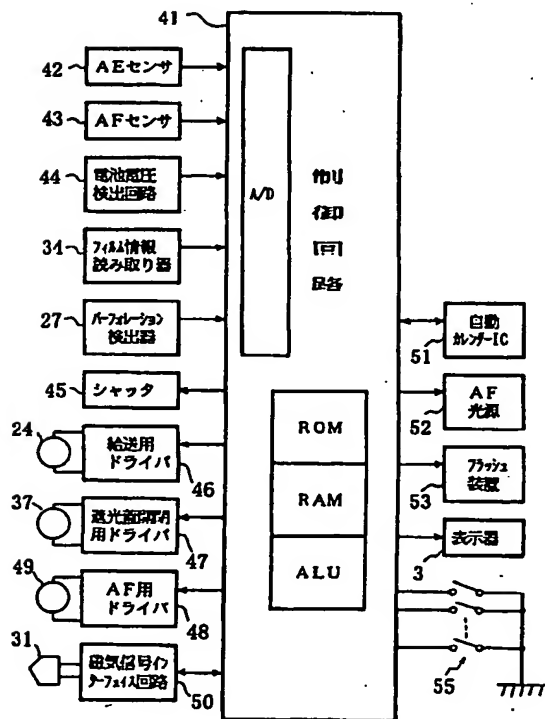 41
42
AEセンサ
43
AFセンサ
44
電池電圧
検出回路
34
フィルム情報
読み取り器
27
パーフォレーション
検出器
45
シャッタ
24
給送用
ドライバ
46
37
遮光蓋開閉
用ドライバ
47
49
AF用
ドライバ
48
31
磁気信号イン
ターフェイス回路
50
A/D
制
御
回
路
ROM
RAM
ALU
自動
カレンダーIC
51
AF
光源
52
フラッシュ
装置
53
表示器
3
55